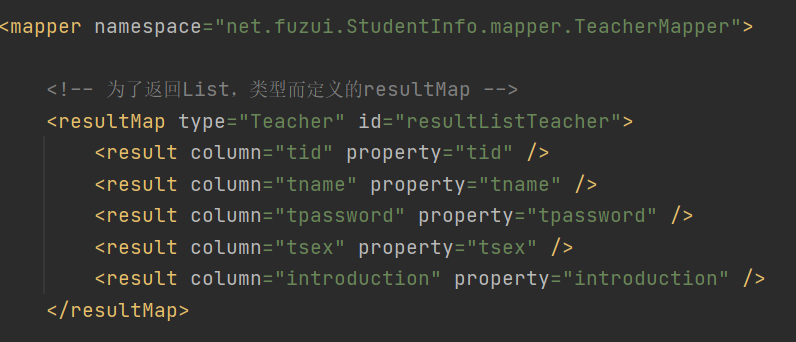 <mapper namespace="net.fuzui.StudentInfo.mapper.TeacherMapper">
<!-- 为了返回List，类型而定义的resultMap -->
<resultMap type="Teacher" id="resultListTeacher">
<result column="tid" property="tid" />
<result column="tname" property="tname" />
<result column="tpassword" property="tpassword" />
<result column="tsex" property="tsex" />
<result column="introduction" property="introduction" />
</resultMap>